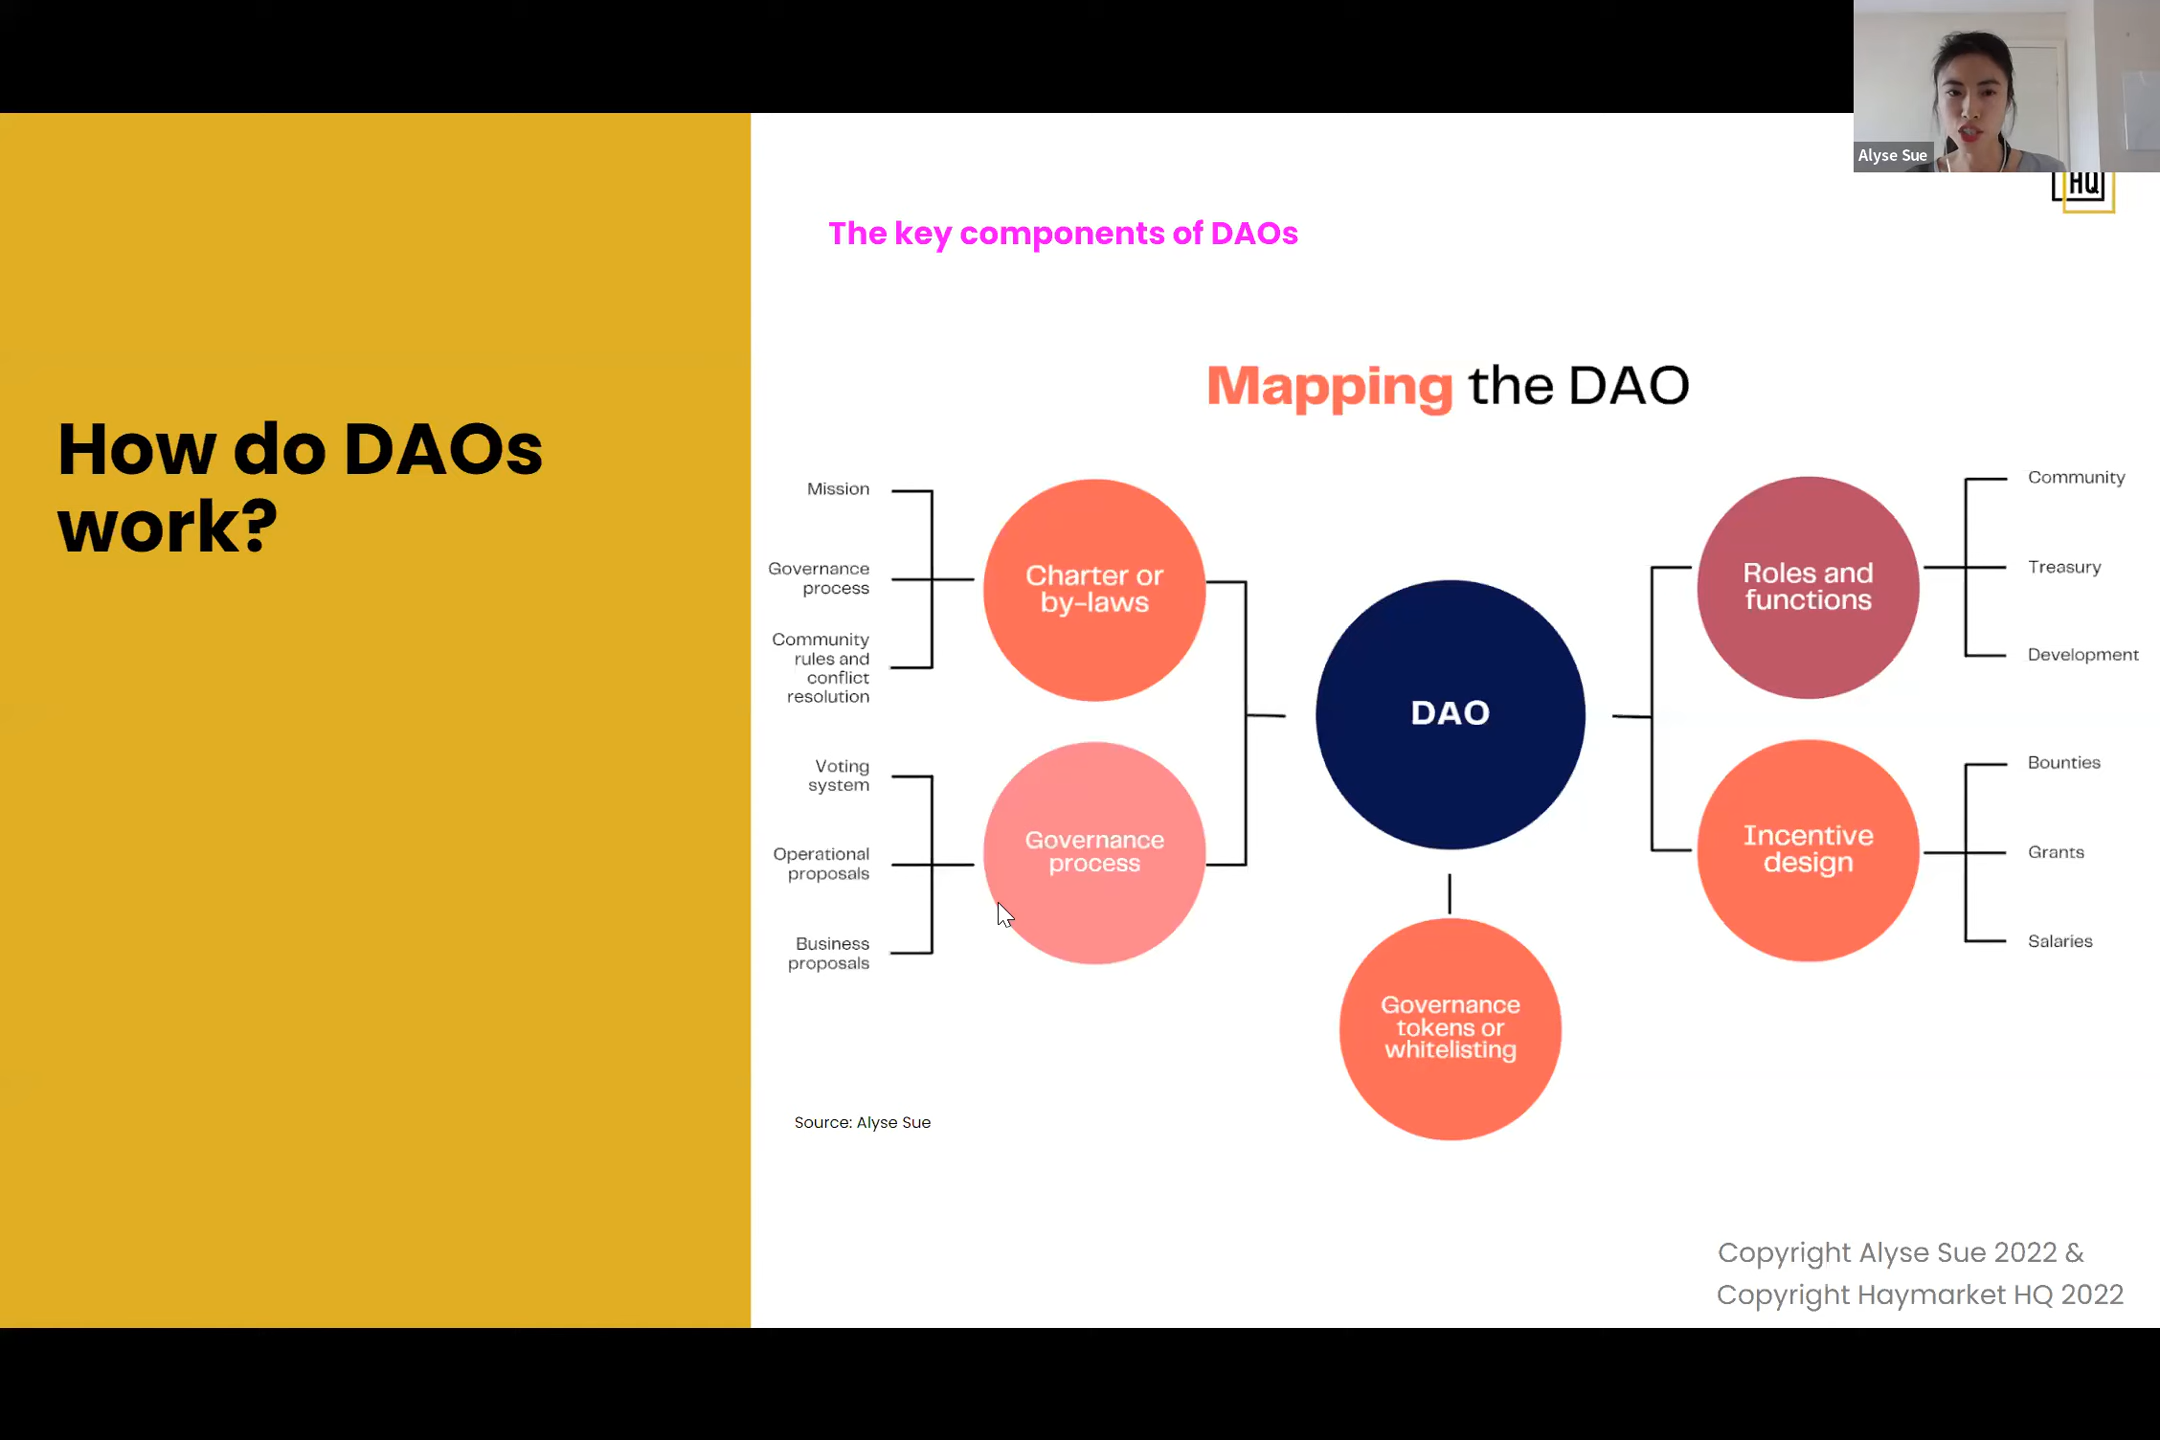 Alyse Sue
HQ
The key components of DAOs
How do DAOs
work?
Mapping the DAO
Mission
Governance
process
Community
rules and
conflict
resolution
Charter or
by-laws
Voting
system
Operational
proposals
Business
proposals
Governance
process
DAO
Governance
tokens or
whitelisting
Roles and
functions
Community
Treasury
Development
Incentive
design
Bounties
Grants
Salaries
Source: Alyse Sue
Copyright Alyse Sue 2022 &
Copyright Haymarket HQ 2022